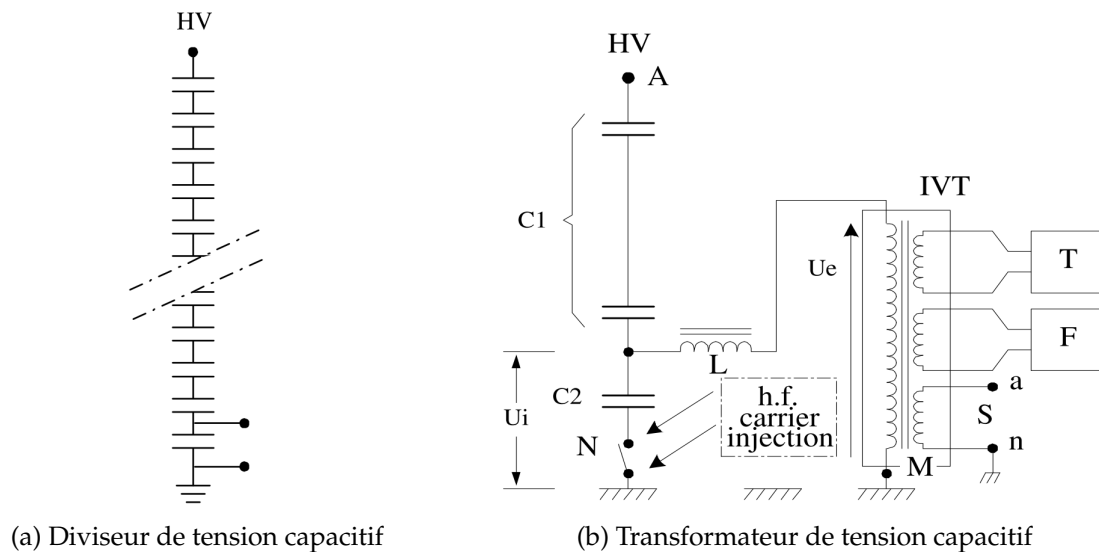 HV
HV
A
C1
IVT
Ue
T
F
L
C2
Ui
h.f.
carrier
injection
N
a
S
n
M
(a) Diviseur de tension capacitif
(b) Transformateur de tension capacitif